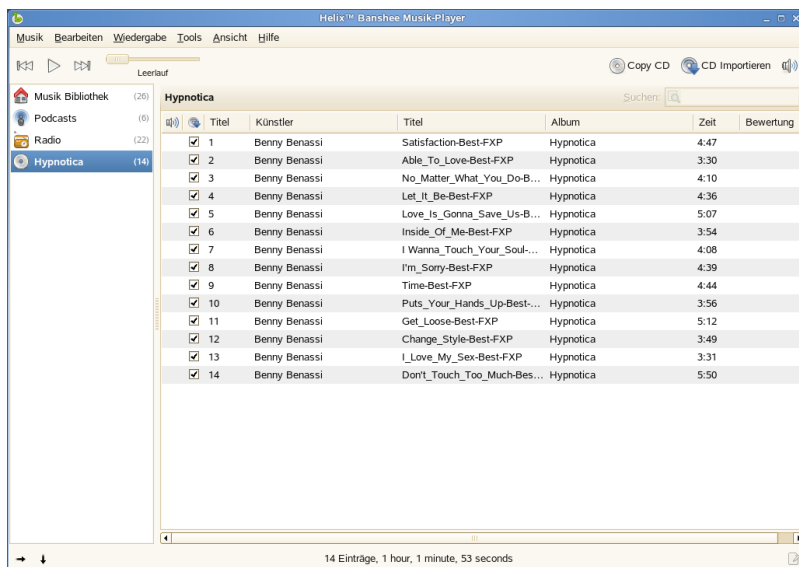 Helix™ Banshee Musik-Player
Musik Bearbeiten Wiedergabe Tools Ansicht Hilfe
Leerlauf
Copy CD CD Importieren
Musik Bibliothek (26)
Podcasts (6)
Radio (22)
Hypnotica (14)
Hypnotica Suchen:
Titel Künstler Titel Album Zeit Bewertung
1 Benny Benassi Satisfaction-Best-FXP Hypnotica 4:47
2 Benny Benassi Able_To_Love-Best-FXP Hypnotica 3:30
3 Benny Benassi No_Matter_What_You_Do-B... Hypnotica 4:10
4 Benny Benassi Let_It_Be-Best-FXP Hypnotica 4:36
5 Benny Benassi Love_Is_Gonna_Save_Us-B... Hypnotica 5:07
6 Benny Benassi Inside_Of_Me-Best-FXP Hypnotica 3:54
7 Benny Benassi I Wanna_Touch_Your_Soul-... Hypnotica 4:08
8 Benny Benassi I'm_Sorry-Best-FXP Hypnotica 4:39
9 Benny Benassi Time-Best-FXP Hypnotica 4:44
10 Benny Benassi Puts_Your_Hands_Up-Best-... Hypnotica 3:56
11 Benny Benassi Get_Loose-Best-FXP Hypnotica 5:12
12 Benny Benassi Change_Style-Best-FXP Hypnotica 3:49
13 Benny Benassi I_Love_My_Sex-Best-FXP Hypnotica 3:31
14 Benny Benassi Don't_Touch_Too_Much-Bes... Hypnotica 5:50
14 Einträge, 1 hour, 1 minute, 53 seconds